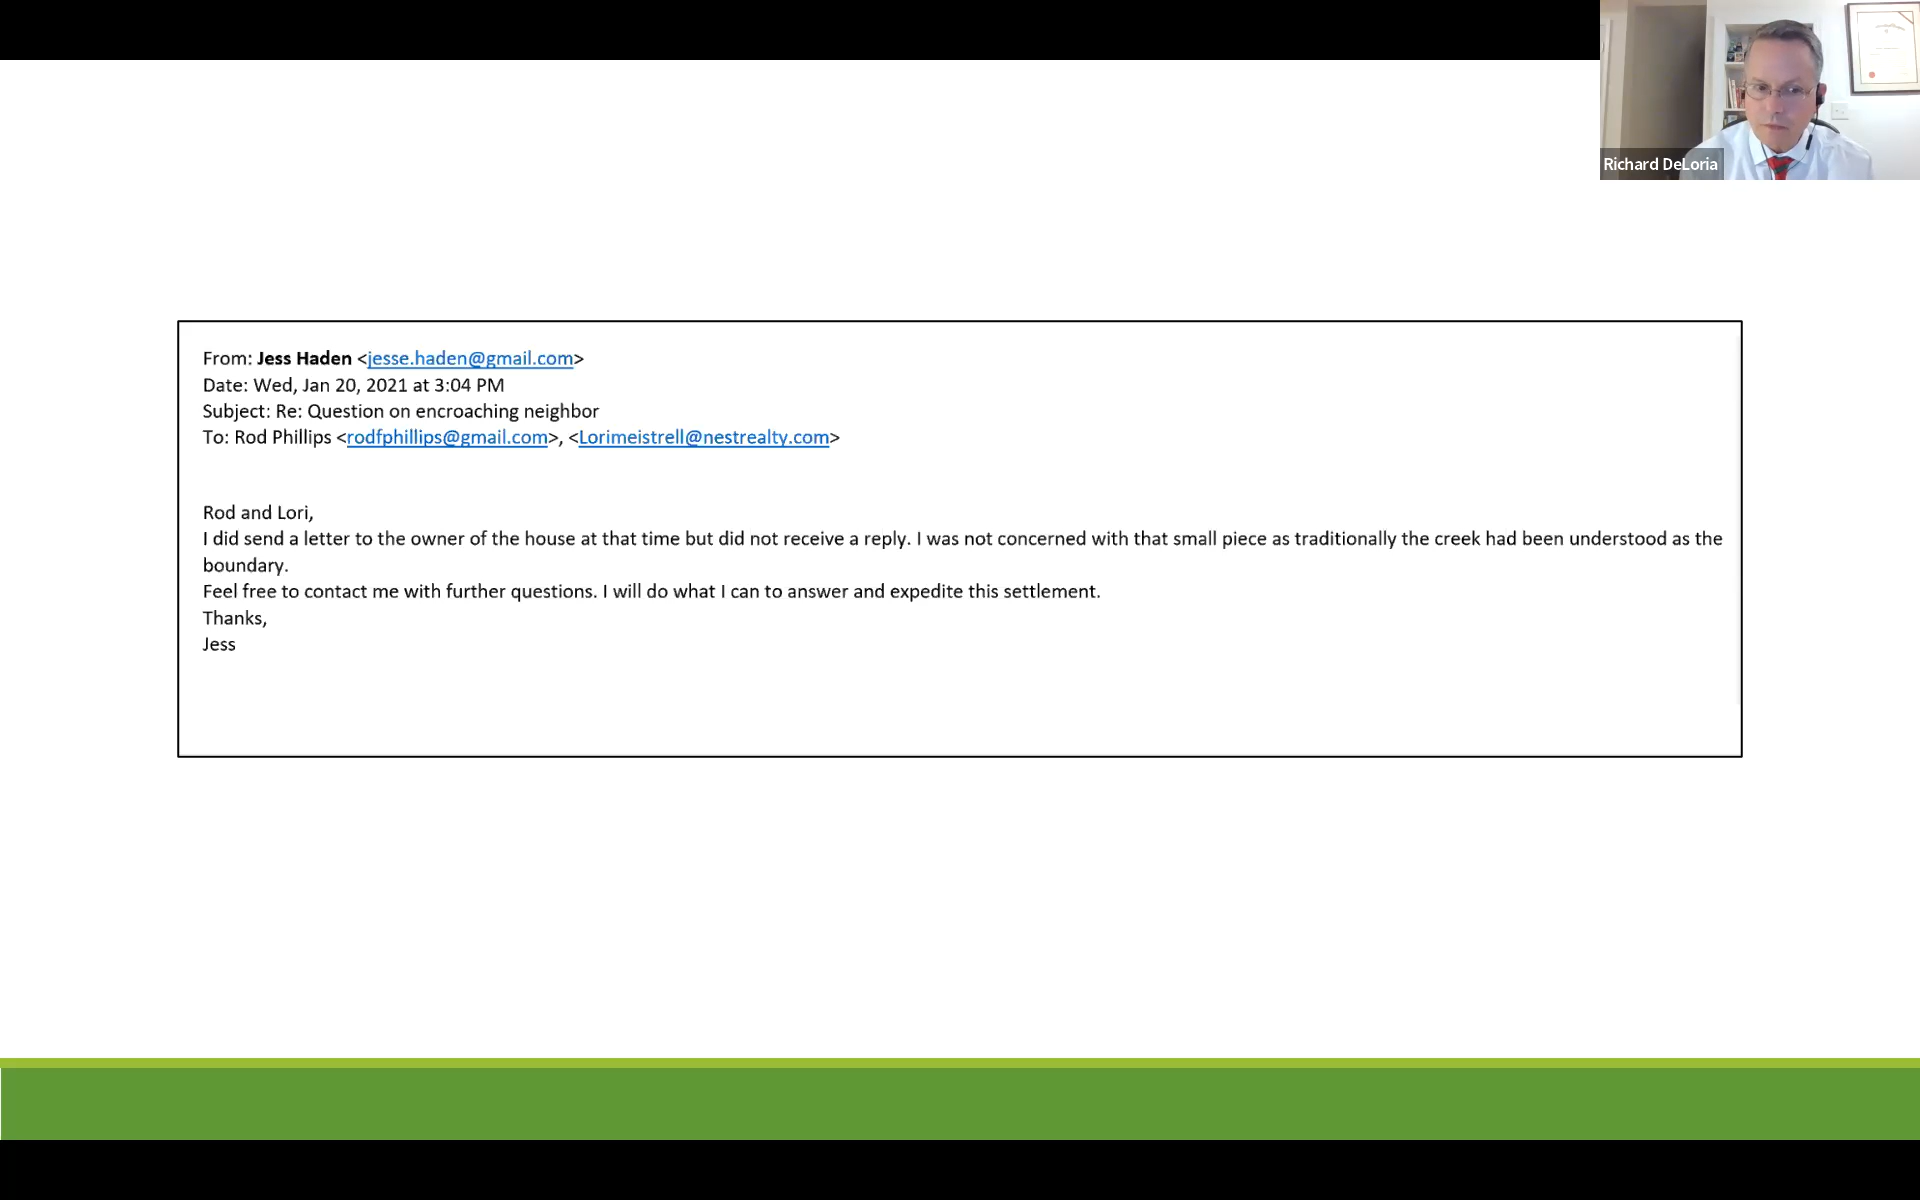 Richard DeLoria
From: Jess Haden <jesse.haden@gmail.com>
Date: Wed, Jan 20, 2021 at 3:04 PM
Subject: Re: Question on encroaching neighbor
To: Rod Phillips <rodfphillips@gmail.com>, <Lorimeistrell@nestrealty.com>
Rod and Lori,
I did send a letter to the owner of the house at that time but did not receive a reply. I was not concerned with that small piece as traditionally the creek had been understood as the
boundary.
Feel free to contact me with further questions. I will do what I can to answer and expedite this settlement.
Thanks,
Jess